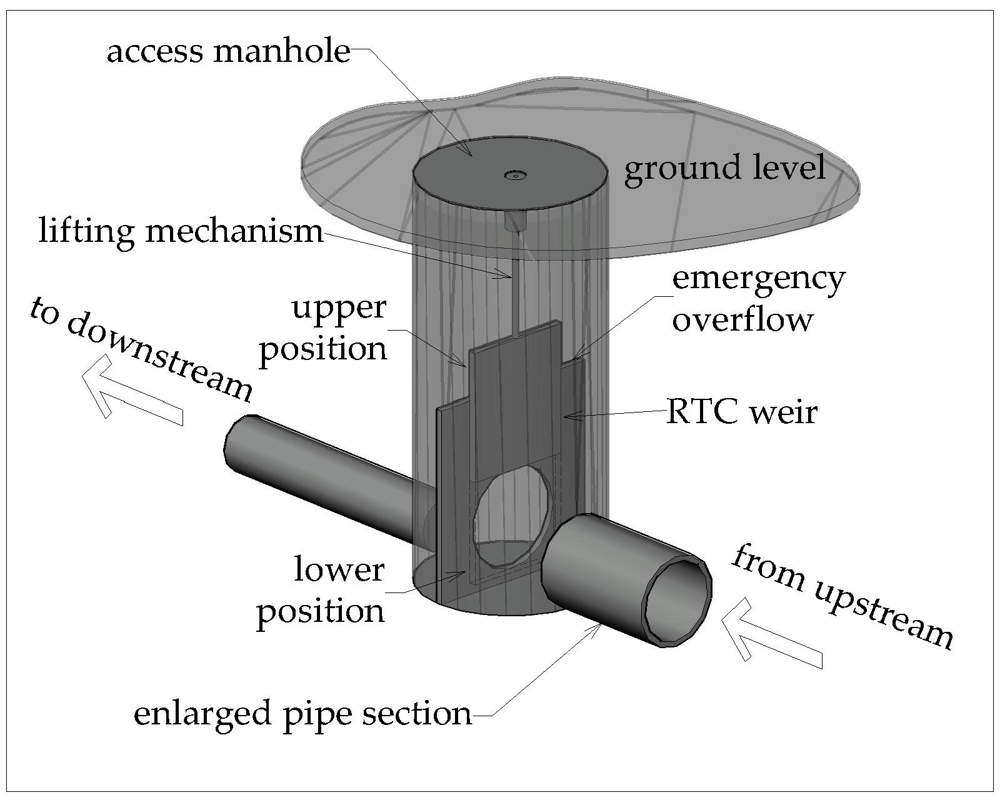 access manhole
ground level
lifting mechanism
emergency
overflow
to downstream
upper
position
RTC weir
lower
position
from upstream
enlarged pipe section